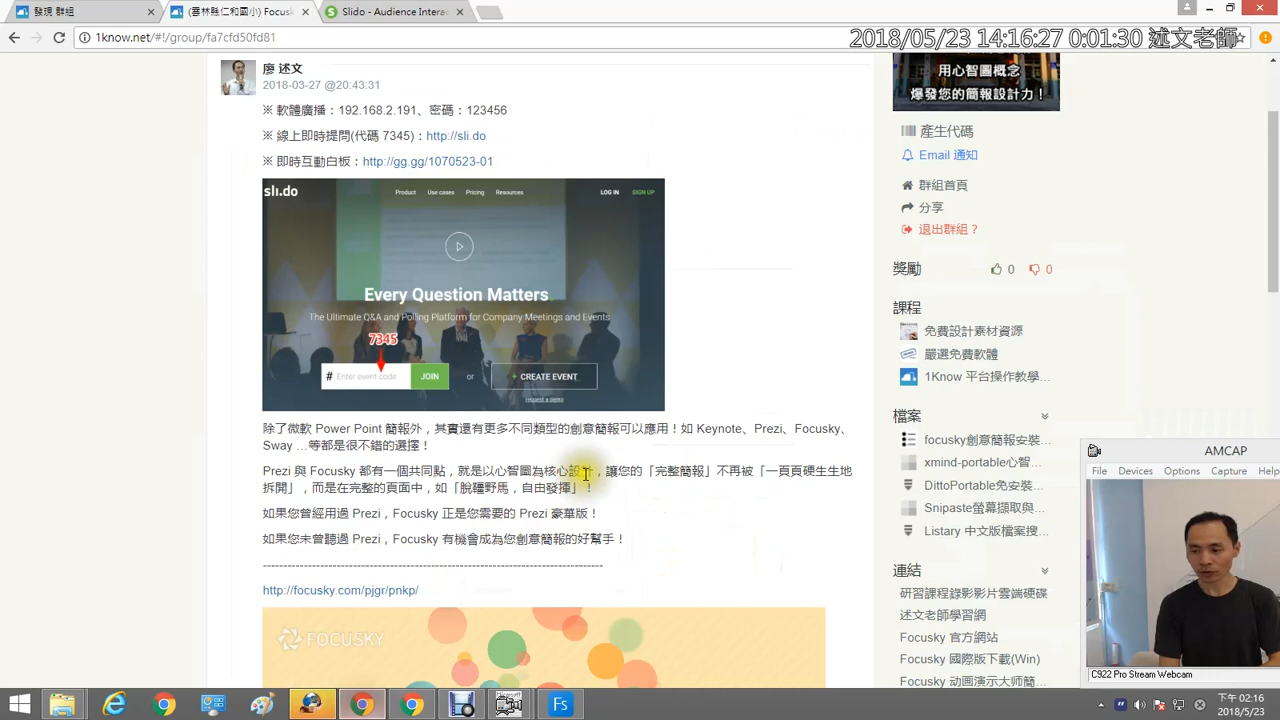 發現 群組
(雲林縣仁和國小) Focus
Slido - Audience Interac
1know.net/#!/group/fa7cfd50fd81
2018/05/23 14:16:27 0:01:30 述文老師
廖 述文
2018-03-27 @20:43:31
※ 軟體廣播：192.168.2.191、密碼：123456
※ 線上即時提問(代碼 7345)：http://sli.do
※ 即時互動白板：http://gg.gg/1070523-01
sli.do Product Use cases Pricing Resources LOG IN SIGN UP
Every Question Matters
The Ultimate Q&A and Polling Platform for Company Meetings and Events
7345
# Enter event code JOIN or + CREATE EVENT
request a demo
除了微軟 Power Point 簡報外，其實還有更多不同類型的創意簡報可以應用！如 Keynote、Prezi、Focusky、
Sway …等都是很不錯的選擇！
Prezi 與 Focusky 都有一個共同點，就是以心智圖為核心設計，讓您的「完整簡報」不再被「一頁頁硬生生地
拆開」，而是在完整的頁面中，如「脫韁野馬，自由發揮」！
如果您曾經用過 Prezi，Focusky 正是您需要的 Prezi 豪華版！
如果您未曾聽過 Prezi，Focusky 有機會成為您創意簡報的好幫手！
--------------------------------------------------------------------------------
http://focusky.com/pjgr/pnkp/
FOCUSKY
用心智圖概念
爆發您的簡報設計力！
產生代碼
Email 通知
群組首頁
分享
退出群組？
獎勵 0 0
課程
免費設計素材資源
嚴選免費軟體
1Know 平台操作教學…
檔案
focusky創意簡報安裝…
xmind-portable心智…
DittoPortable免安裝…
Snipaste螢幕擷取與…
Listary 中文版檔案搜…
連結
研習課程錄影影片雲端硬碟
述文老師學習網
Focusky 官方網站
Focusky 國際版下載(Win)
Focusky 动画演示大师簡…
AMCAP
File Devices Options Capture Help
C922 Pro Stream Webcam
Fs
下午 02:16
2018/5/23